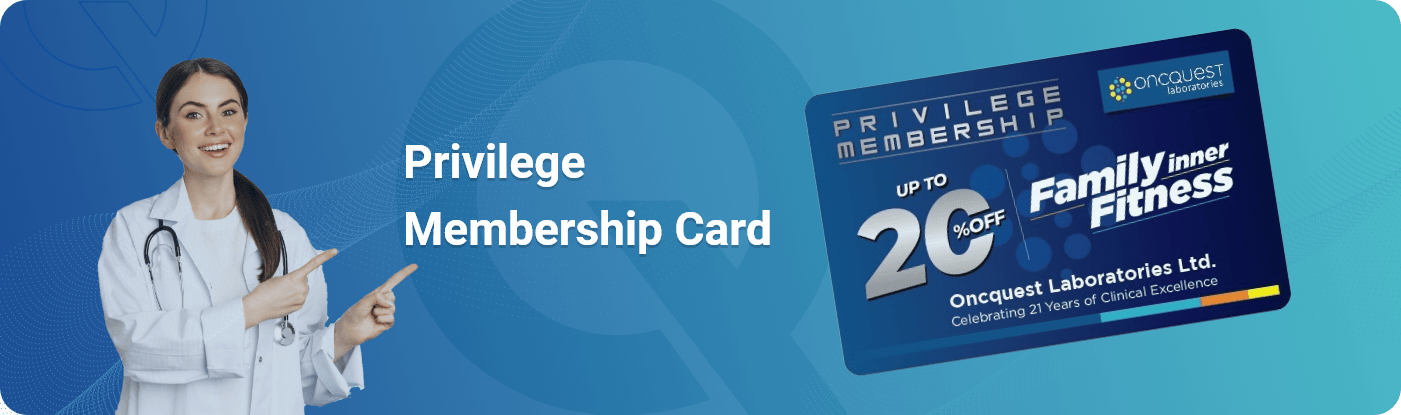 Privilege
Membership Card
PRIVILEGE
MEMBERSHIP
ONCQUEST
laboratories
UP TO
20%OFF
Family inner
Fitness
Oncquest Laboratories Ltd.
Celebrating 21 Years of Clinical Excellence